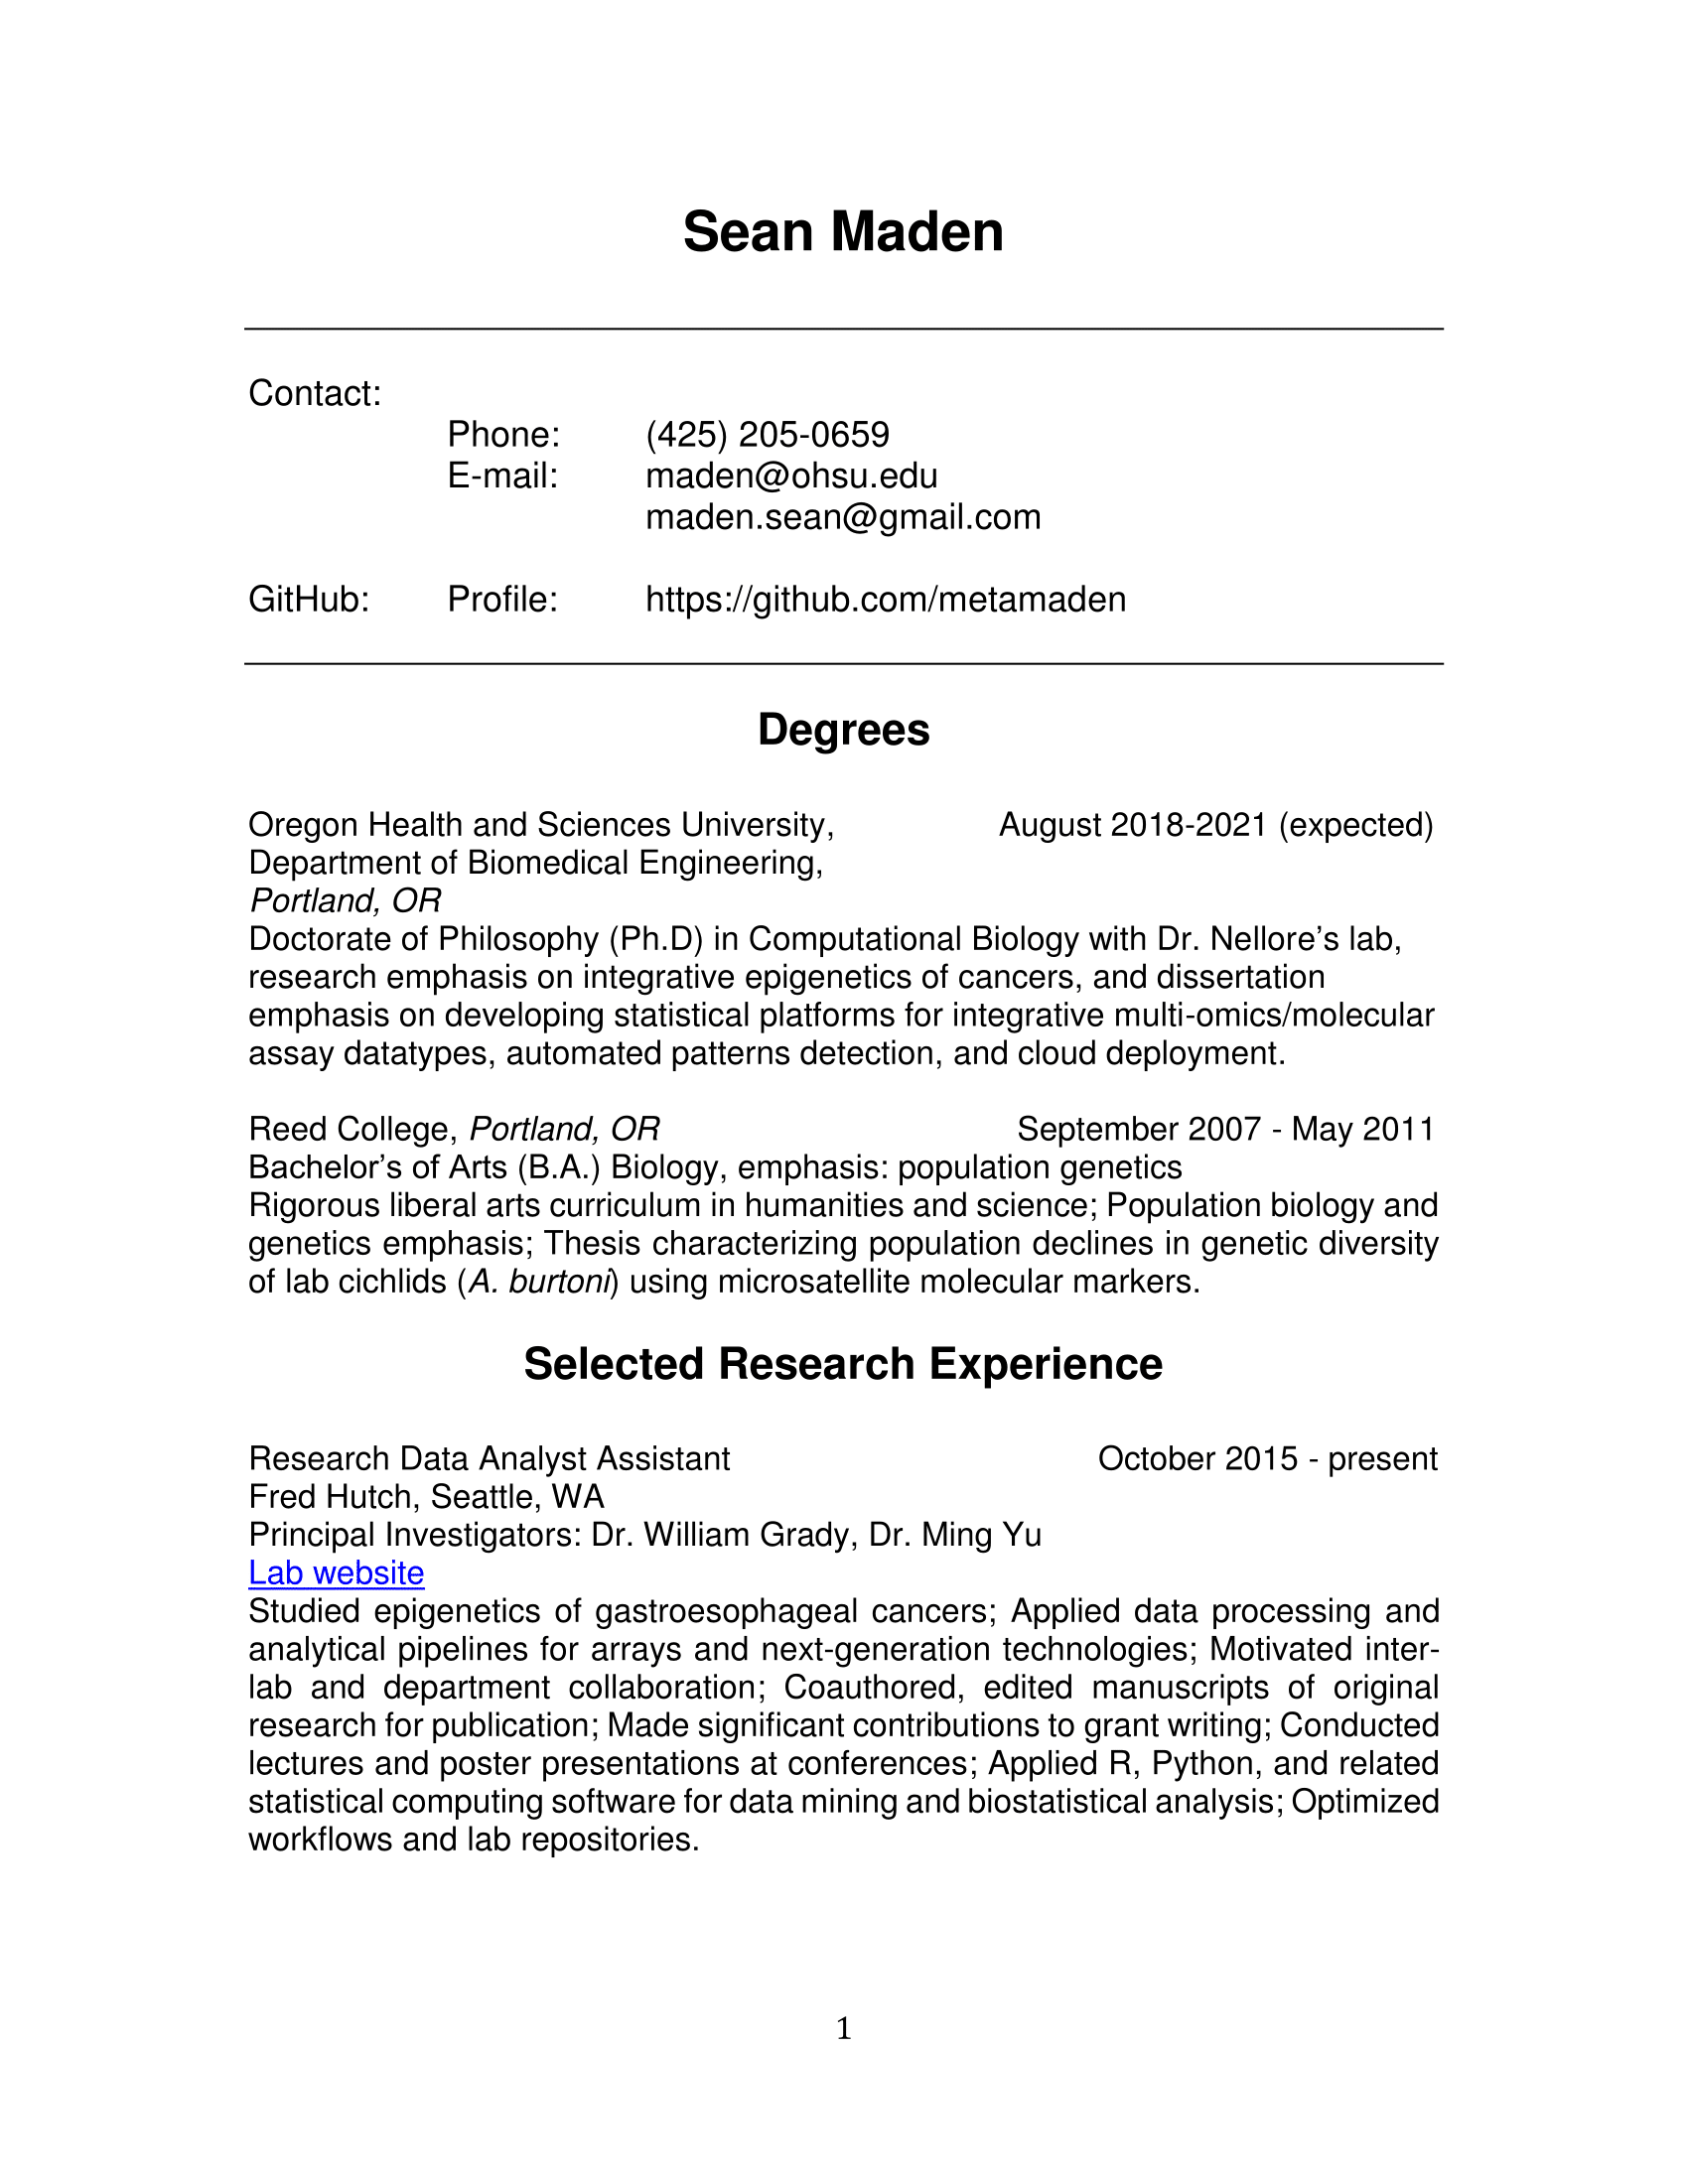 Sean Maden
Contact:
Phone: (425) 205-0659
E-mail: maden@ohsu.edu
maden.sean@gmail.com
GitHub: Profile: https://github.com/metamaden
Degrees
Oregon Health and Sciences University, August 2018-2021 (expected)
Department of Biomedical Engineering,
Portland, OR
Doctorate of Philosophy (Ph.D) in Computational Biology with Dr. Nellore’s lab,
research emphasis on integrative epigenetics of cancers, and dissertation
emphasis on developing statistical platforms for integrative multi-omics/molecular
assay datatypes, automated patterns detection, and cloud deployment.
Reed College, Portland, OR September 2007 - May 2011
Bachelor’s of Arts (B.A.) Biology, emphasis: population genetics
Rigorous liberal arts curriculum in humanities and science; Population biology and
genetics emphasis; Thesis characterizing population declines in genetic diversity
of lab cichlids (A. burtoni) using microsatellite molecular markers.
Selected Research Experience
Research Data Analyst Assistant October 2015 - present
Fred Hutch, Seattle, WA
Principal Investigators: Dr. William Grady, Dr. Ming Yu
Lab website
Studied epigenetics of gastroesophageal cancers; Applied data processing and
analytical pipelines for arrays and next-generation technologies; Motivated inter-
lab and department collaboration; Coauthored, edited manuscripts of original
research for publication; Made significant contributions to grant writing; Conducted
lectures and poster presentations at conferences; Applied R, Python, and related
statistical computing software for data mining and biostatistical analysis; Optimized
workflows and lab repositories.
1